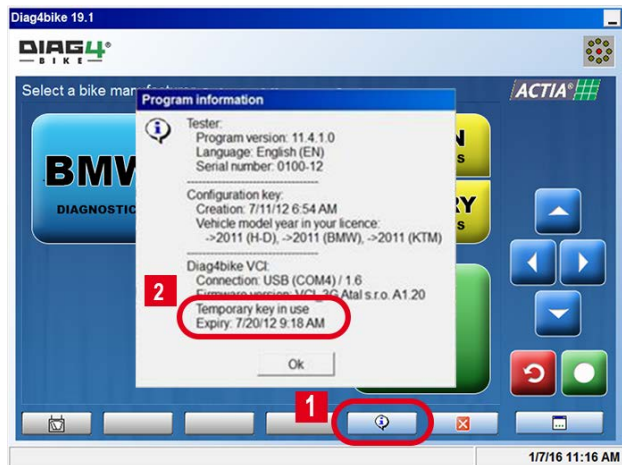 Diag4bike 19.1
DIAG4®
BIKE
Select a bike
ACTIA®
Program information
Tester:
Program version: 11.4.1.0
Language: English (EN)
Serial number: 0100-12
Configuration key:
Creation: 7/11/12 6:54 AM
Vehicle model year in your licence:
->2011 (H-D), ->2011 (BMW), ->2011 (KTM)
Diag4bike VCI:
Connection: USB (COM4) / 1.6
Firmware version: VCI_2G Atal s.r.o. A1.20
Temporary key in use
Expiry: 7/20/12 9:18 AM
Ok
BMW
DIAGNOSTIC
N
S
RY
S
2
1
1/7/16 11:16 AM